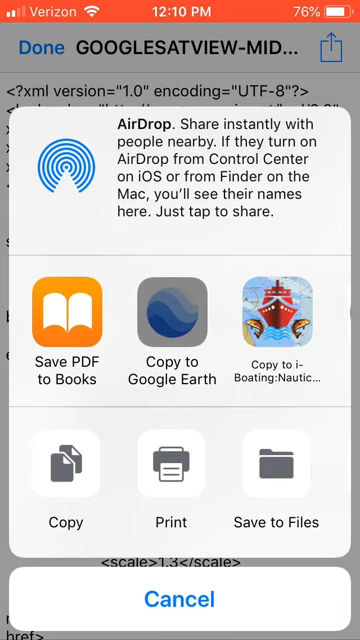 Verizon 12:10 PM 76%
Done GOOGLESATVIEW-MID...
<?xml version="1.0" encoding="UTF-8"?>
AirDrop. Share instantly with
people nearby. If they turn on
AirDrop from Control Center
on iOS or from Finder on the
Mac, you'll see their names
here. Just tap to share.
Save PDF
to Books
Copy to
Google Earth
Copy to i-
Boating:Nautic...
Copy
Print
Save to Files
<scale>1.3</scale>
Cancel
href>